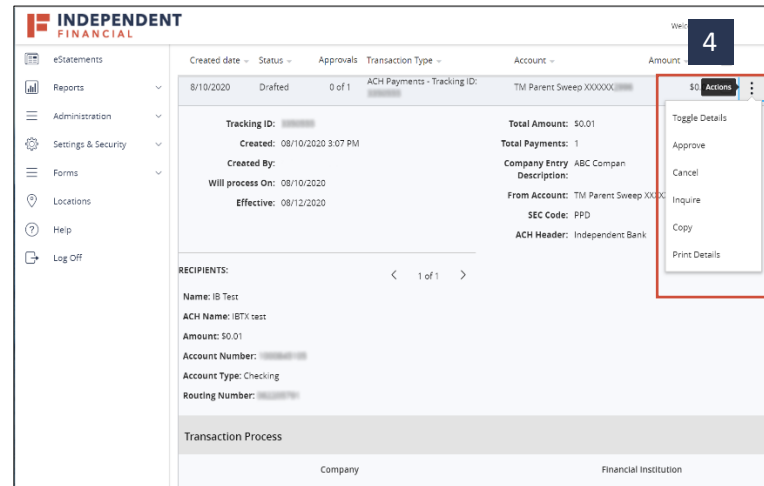 INDEPENDENT
FINANCIAL
4
eStatements
Reports
Administration
Settings & Security
Forms
Locations
Help
Log Off
Created date Status Approvals Transaction Type Account Amount
8/10/2020 Drafted 0 of 1 ACH Payments - Tracking ID: TM Parent Sweep XXXXXX $0. Actions
Toggle Details
Approve
Cancel
Inquire
Copy
Print Details
Tracking ID:
Created: 08/10/2020 3:07 PM
Created By:
Will process On: 08/10/2020
Effective: 08/12/2020
Total Amount: $0.01
Total Payments: 1
Company Entry ABC Compan
Description:
From Account: TM Parent Sweep
SEC Code: PPD
ACH Header: Independent Bank
RECIPIENTS: 1 of 1
Name: IB Test
ACH Name: IBTX test
Amount: $0.01
Account Number:
Account Type: Checking
Routing Number:
Transaction Process
Company Financial Institution